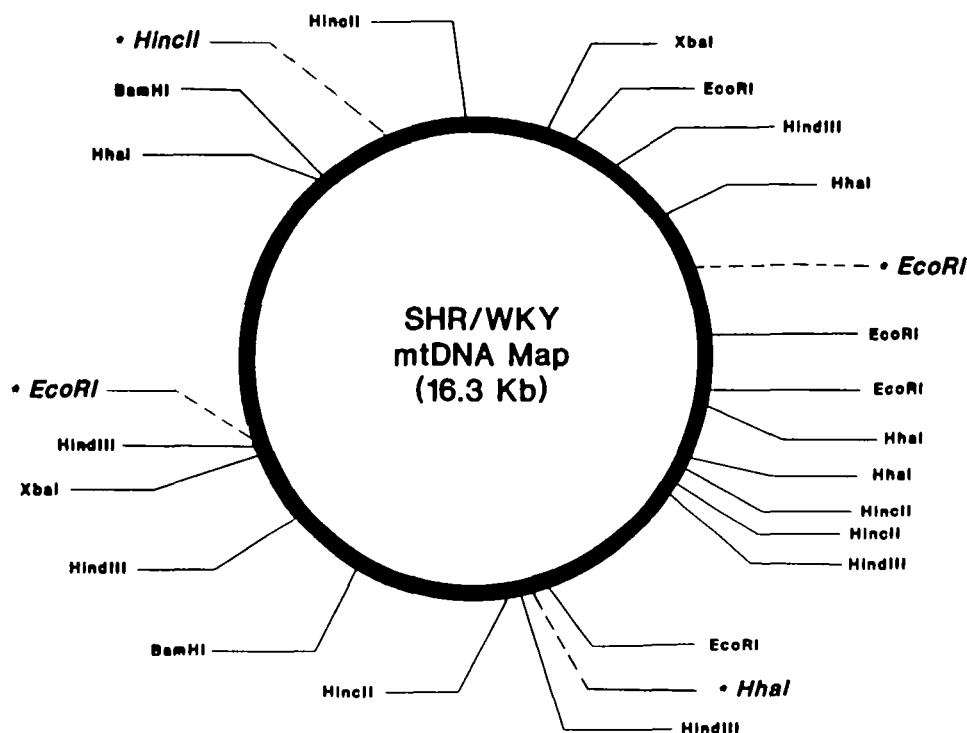 HincII
* HincII
XbaI
BamHI
EcoRI
HindIII
HhaI
HhaI
* EcoRI
SHR/WKY
mtDNA Map
(16.3 Kb)
EcoRI
EcoRI
* EcoRI
HindIII
HhaI
XbaI
HhaI
HincII
HincII
HindIII
HindIII
BamHI
EcoRI
HincII
* HhaI
HindIII